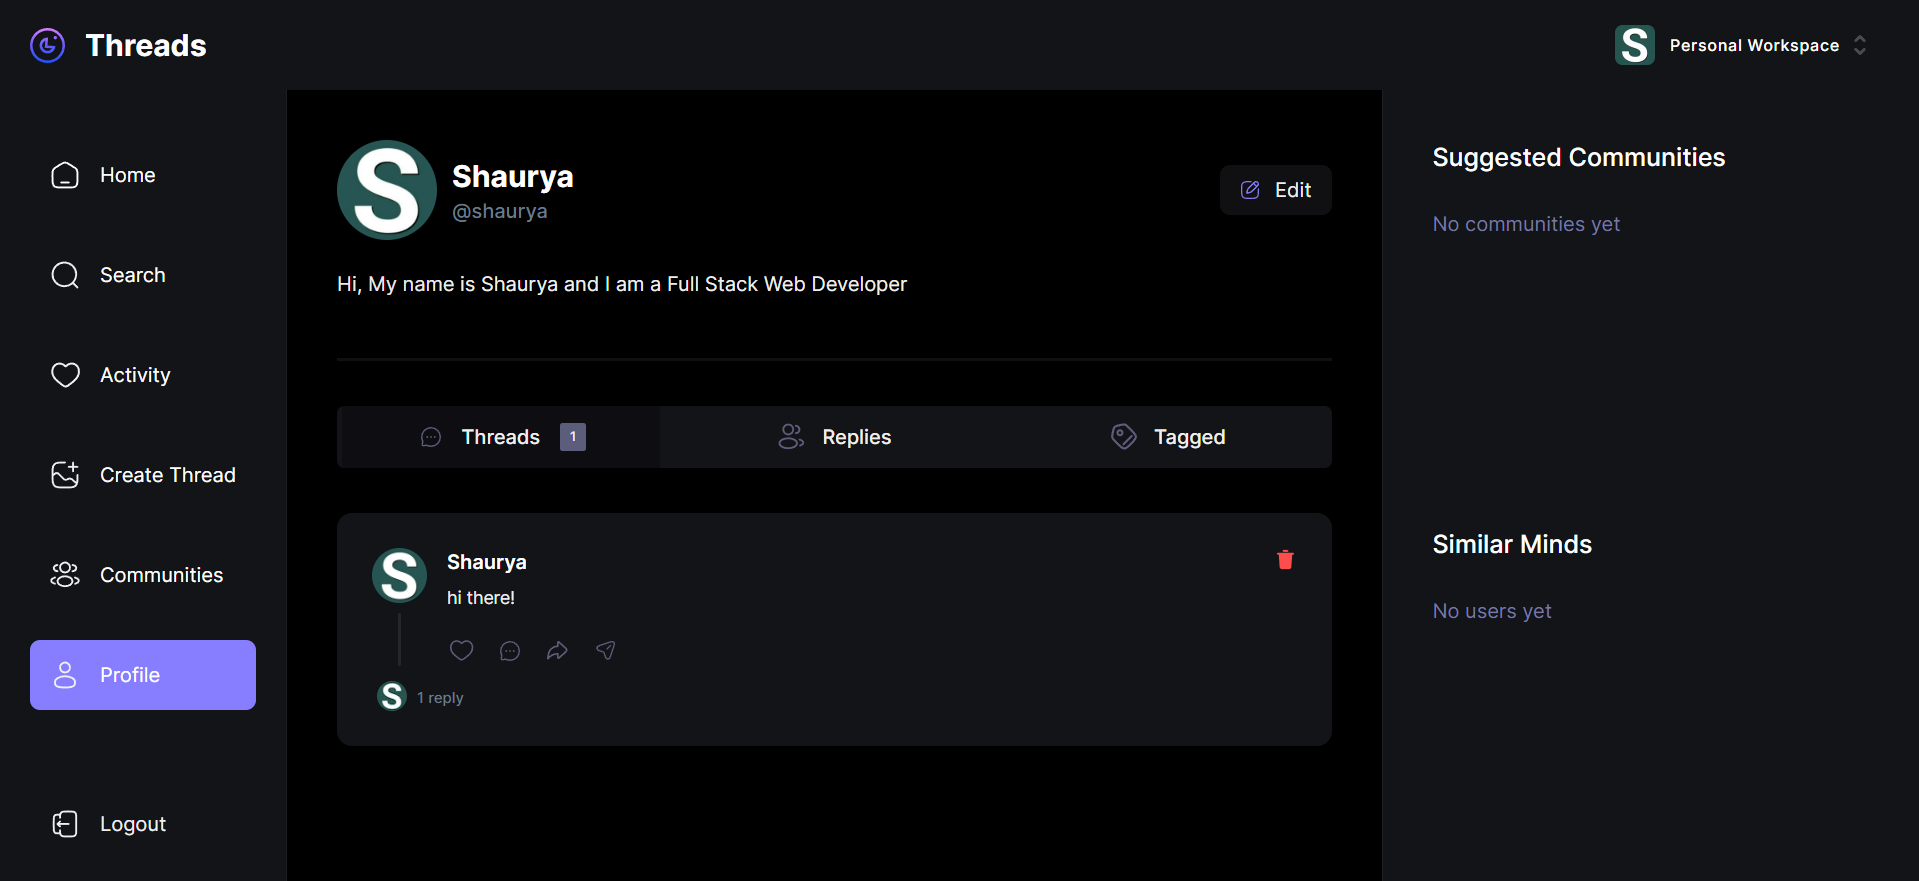 Threads
S Personal Workspace
Home
Search
Activity
Create Thread
Communities
Profile
Logout
S
Shaurya
@shaurya
Edit
Hi, My name is Shaurya and I am a Full Stack Web Developer
Threads 1
Replies
Tagged
S
Shaurya
hi there!
S 1 reply
Suggested Communities
No communities yet
Similar Minds
No users yet